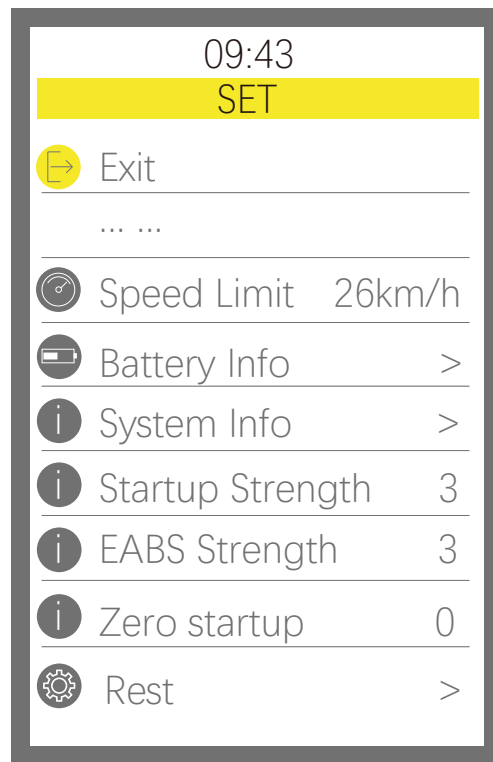 09:43
SET
Exit
... ...
Speed Limit 26km/h
Battery Info >
System Info >
Startup Strength 3
EABS Strength 3
Zero startup 0
Rest >